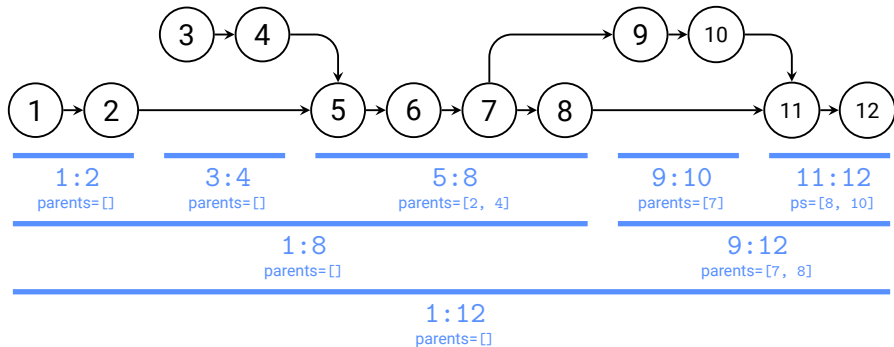 3 4 9 10
1 2 5 6 7 8 11 12
1:2 3:4 5:8 9:10 11:12
parents=[] parents=[] parents=[2, 4] parents=[7] ps=[8, 10]
1:8 9:12
parents=[] parents=[7, 8]
1:12
parents=[]